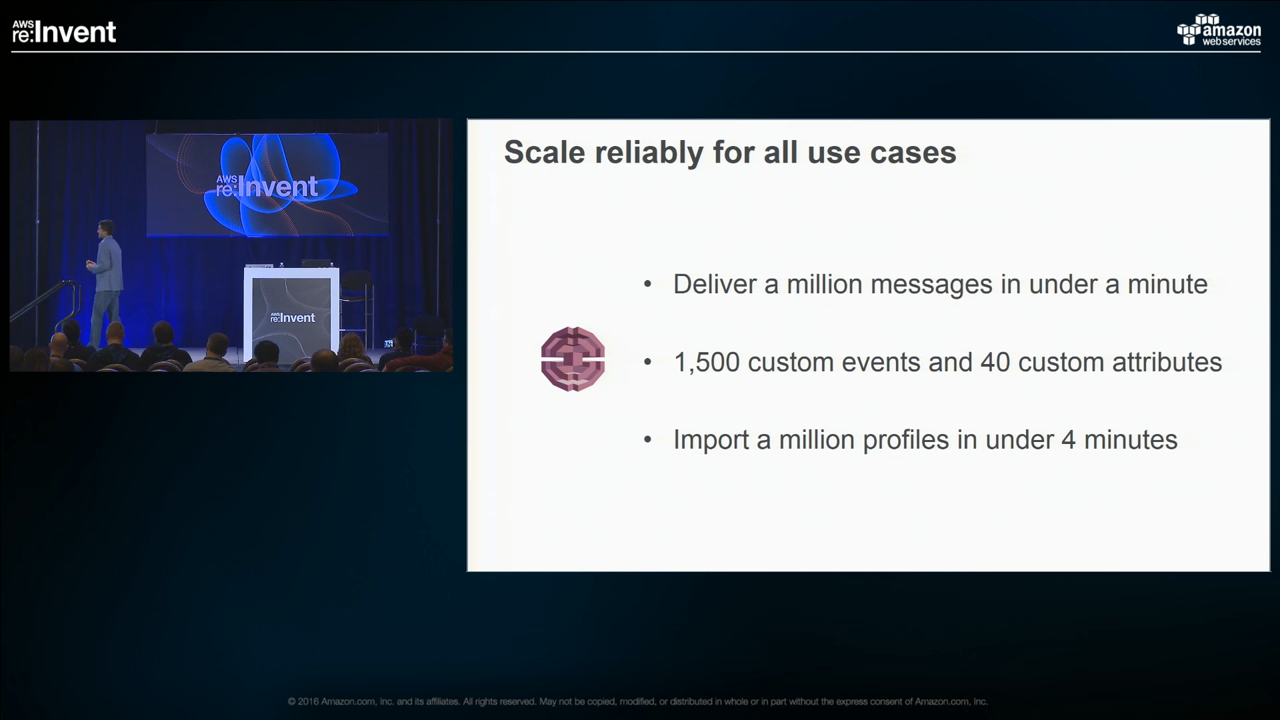 AWS
re:Invent
amazon
web services
AWS
re:Invent
AWS
re:Invent
Scale reliably for all use cases
• Deliver a million messages in under a minute
• 1,500 custom events and 40 custom attributes
• Import a million profiles in under 4 minutes
© 2016 Amazon.com, Inc. and its affiliates. All rights reserved. May not be copied, modified, or distributed in whole or in part without the express consent of Amazon.com, Inc.